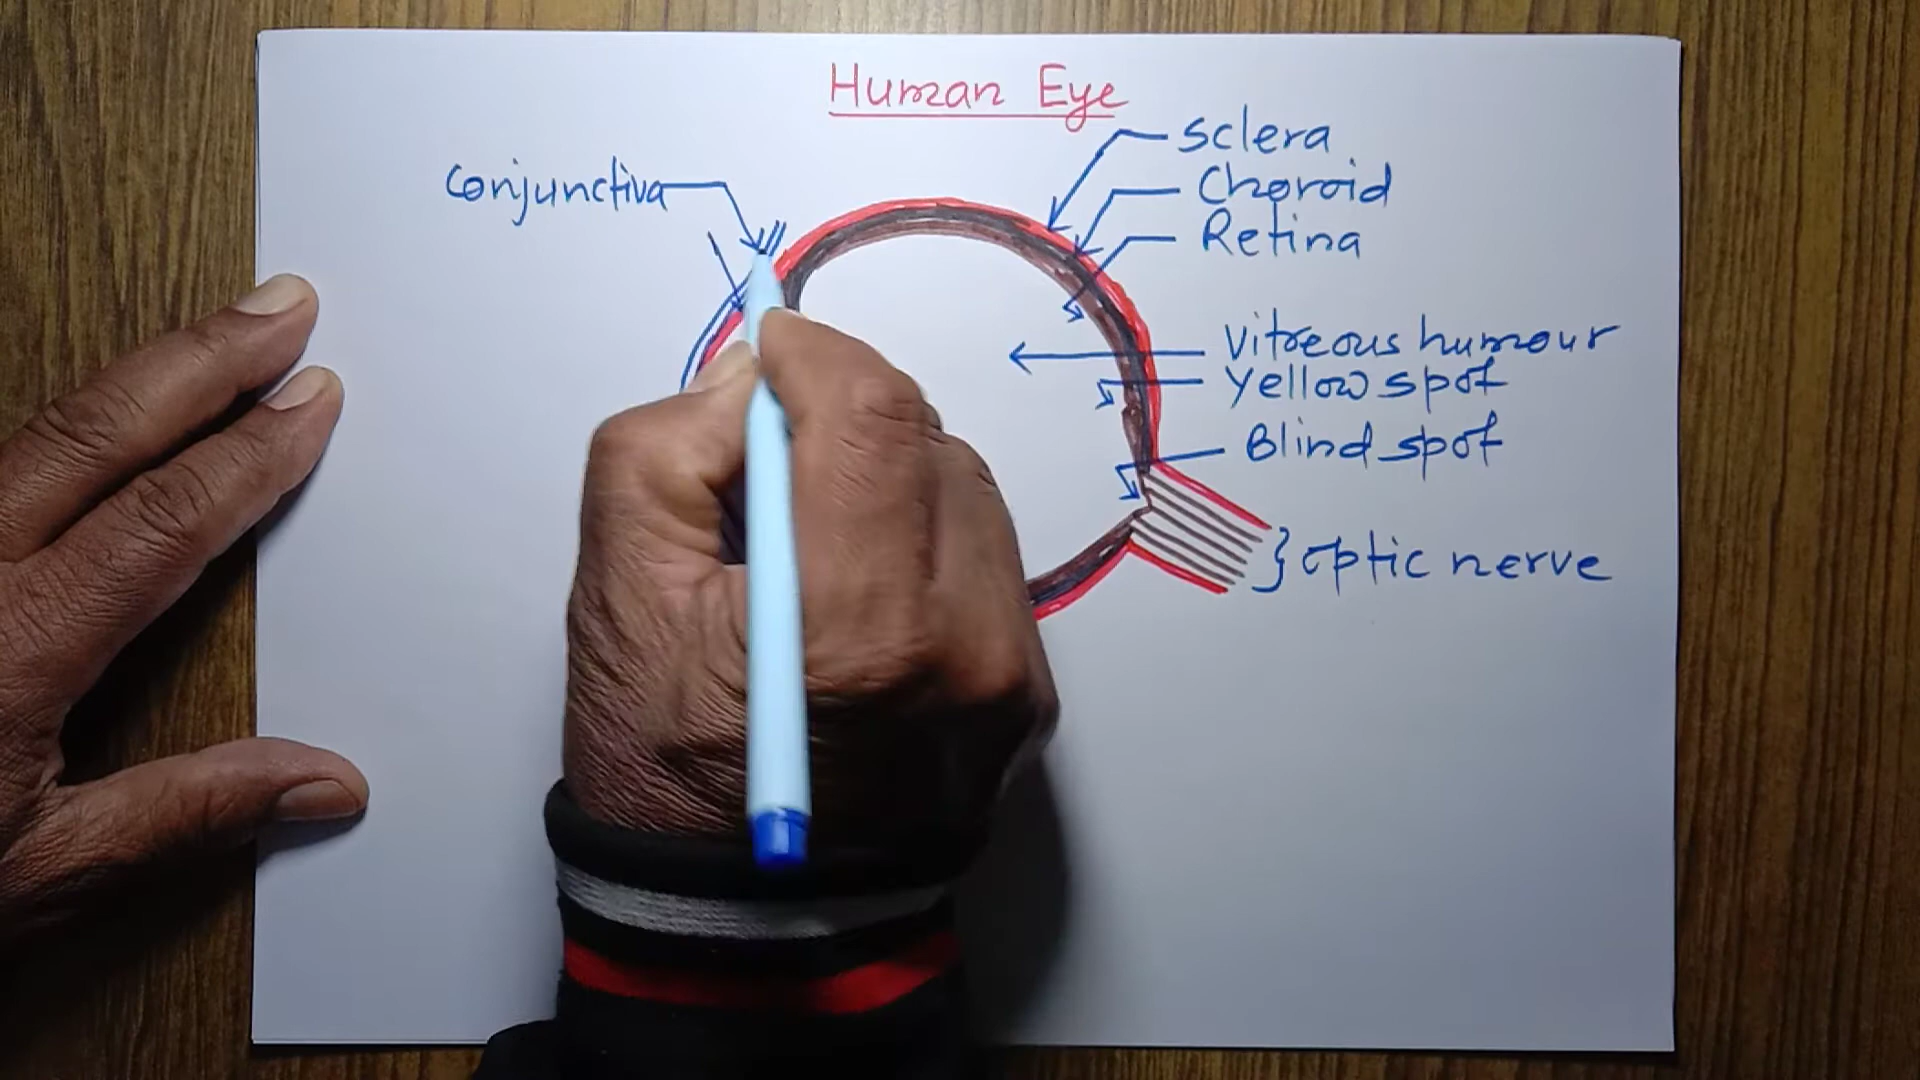 Human Eye
Sclera
Conjunctiva
Choroid
Retina
Vitreous humour
Yellow spot
Blind spot
optic nerve